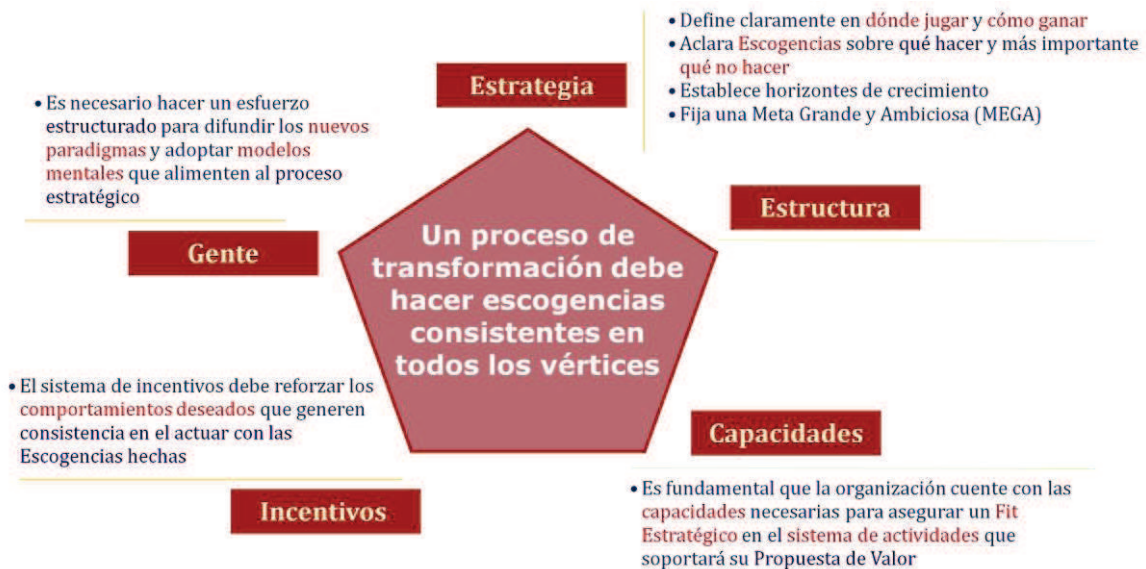 Estrategia
• Define claramente en dónde jugar y cómo ganar
• Aclara Escogencias sobre qué hacer y más importante
qué no hacer
• Establece horizontes de crecimiento
• Fija una Meta Grande y Ambiciosa (MEGA)
• Es necesario hacer un esfuerzo
estructurado para difundir los nuevos
paradigmas y adoptar modelos
mentales que alimenten al proceso
estratégico
Gente
Estructura
Un proceso de
transformación debe
hacer escogencias
consistentes en
todos los vértices
• El sistema de incentivos debe reforzar los
comportamientos deseados que generen
consistencia en el actuar con las
Escogencias hechas
Incentivos
Capacidades
• Es fundamental que la organización cuente con las
capacidades necesarias para asegurar un Fit
Estratégico en el sistema de actividades que
soportará su Propuesta de Valor